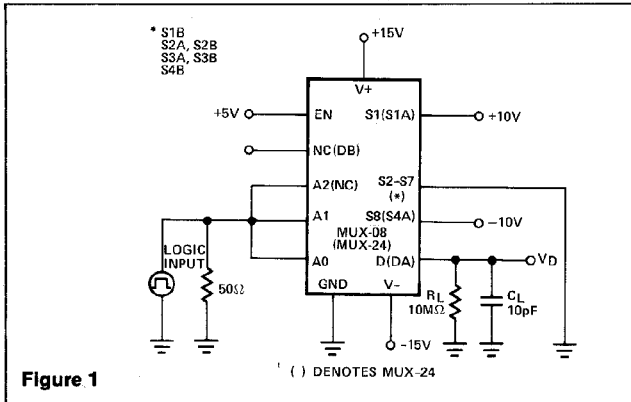 * S1B
S2A, S2B
S3A, S3B
S4B
+15V
V+
+5V
EN
S1(S1A)
+10V
NC(DB)
A2(NC)
S2–S7
(*)
A1
S8(S4A)
-10V
MUX-08
(MUX-24)
LOGIC
INPUT
A0
D(DA)
VD
50Ω
GND
V-
RL
10MΩ
CL
10pF
-15V
( ) DENOTES MUX-24
Figure 1